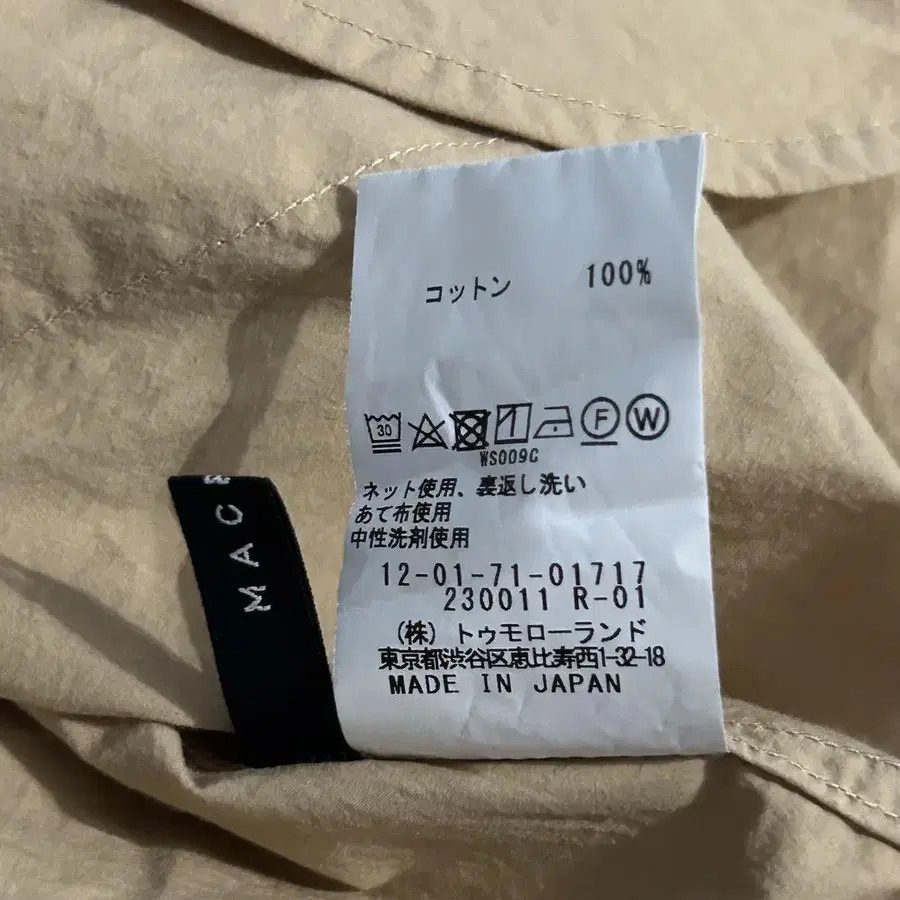 コットン 100%
30
F W
WS009C
ネット使用、裏返し洗い
あて布使用
中性洗剤使用
12-01-71-01717
230011 R-01
(株)トゥモローランド
東京都渋谷区恵比寿西1-32-18
MADE IN JAPAN
MAC